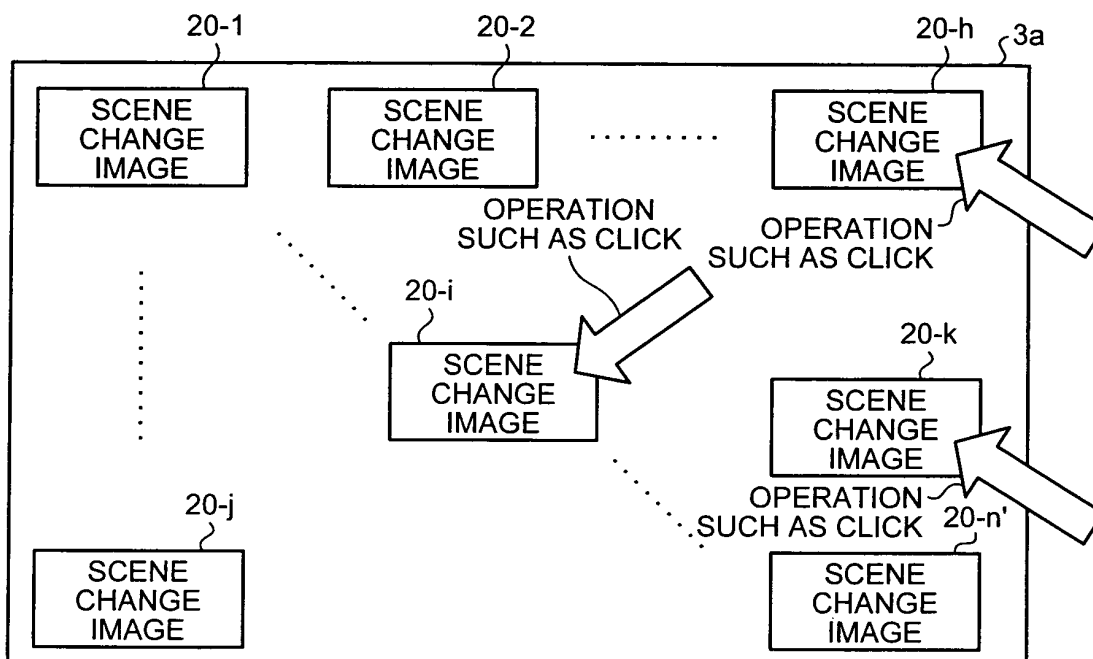 20-1
20-2
20-h
3a
SCENE
CHANGE
IMAGE
SCENE
CHANGE
IMAGE
SCENE
CHANGE
IMAGE
OPERATION
SUCH AS CLICK
OPERATION
SUCH AS CLICK
20-i
SCENE
CHANGE
IMAGE
20-k
SCENE
CHANGE
IMAGE
OPERATION
SUCH AS CLICK
20-j
SCENE
CHANGE
IMAGE
20-n'
SCENE
CHANGE
IMAGE